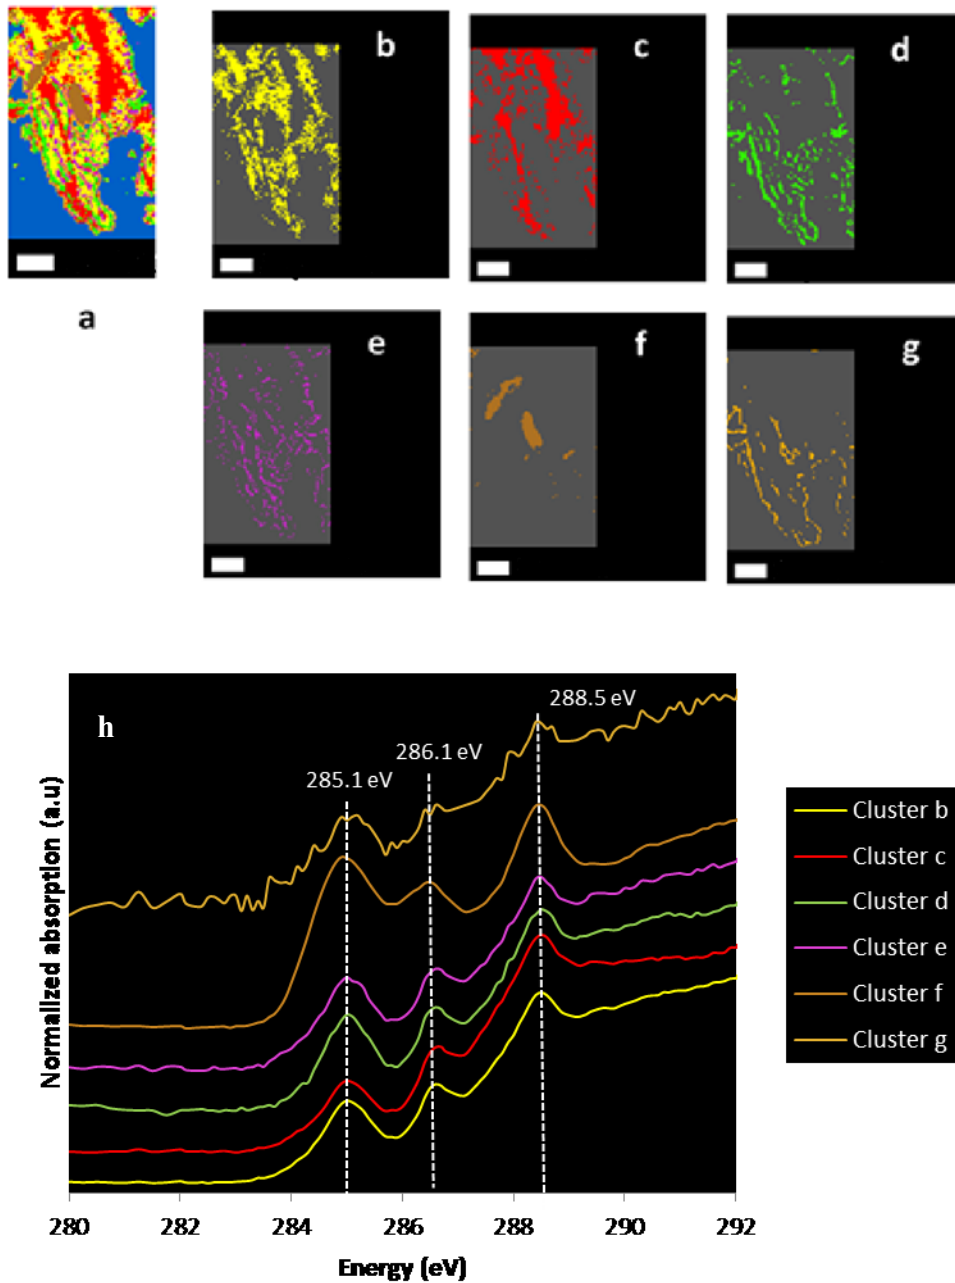 b
c
d
a
e
f
g
h
288.5 eV
286.1 eV
285.1 eV
Normalized absorption (a.u)
Cluster b
Cluster c
Cluster d
Cluster e
Cluster f
Cluster g
280 284 286 288 290 292
Energy (eV)